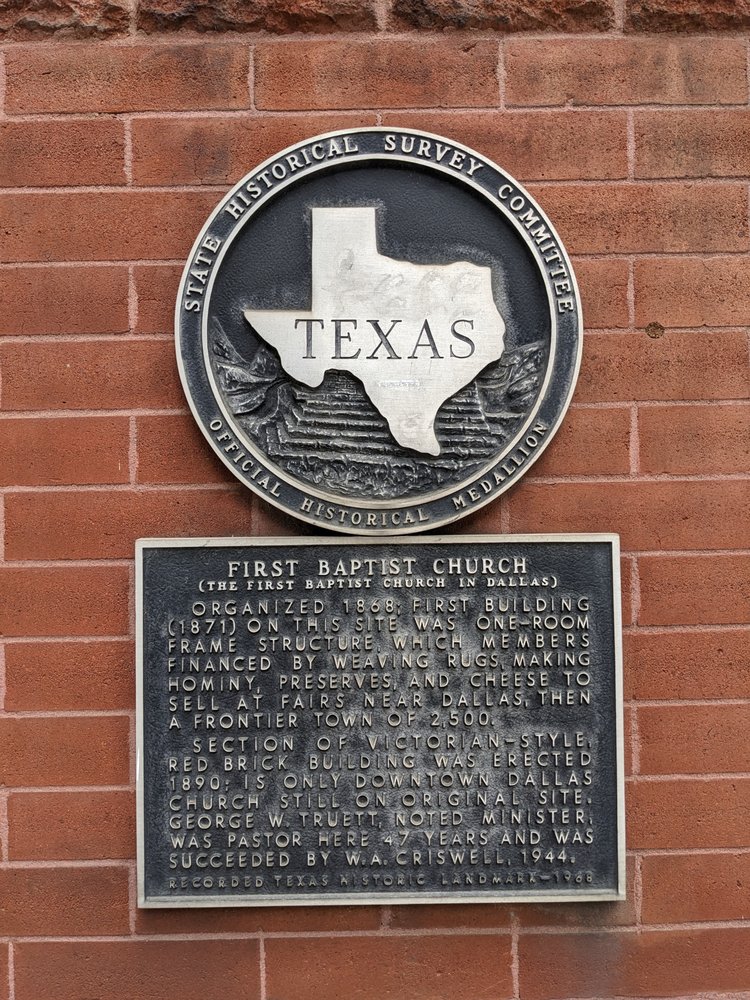 STATE HISTORICAL SURVEY COMMITTEE
TEXAS
OFFICIAL HISTORICAL MEDALLION
FIRST BAPTIST CHURCH
(THE FIRST BAPTIST CHURCH IN DALLAS)
ORGANIZED 1868; FIRST BUILDING
(1871) ON THIS SITE WAS ONE-ROOM
FRAME STRUCTURE, WHICH MEMBERS
FINANCED BY WEAVING RUGS, MAKING
HOMINY, PRESERVES, AND CHEESE TO
SELL AT FAIRS NEAR DALLAS, THEN
A FRONTIER TOWN OF 2,500.
SECTION OF VICTORIAN-STYLE,
RED BRICK BUILDING WAS ERECTED
1890; IS ONLY DOWNTOWN DALLAS
CHURCH STILL ON ORIGINAL SITE.
GEORGE W. TRUETT, NOTED MINISTER,
WAS PASTOR HERE 47 YEARS AND WAS
SUCCEEDED BY W.A. CRISWELL, 1944.
RECORDED TEXAS HISTORIC LANDMARK-1968